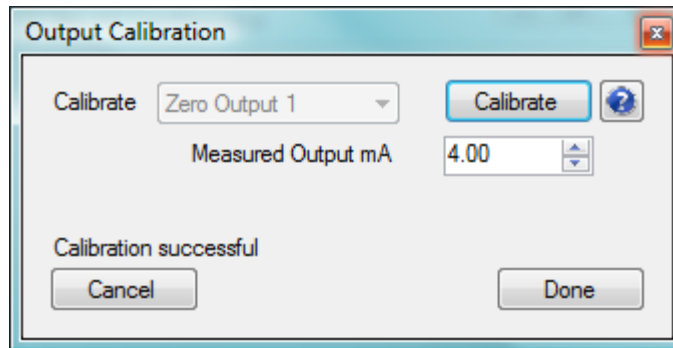 Output Calibration
Calibrate Zero Output 1 Calibrate
Measured Output mA 4.00
Calibration successful
Cancel Done